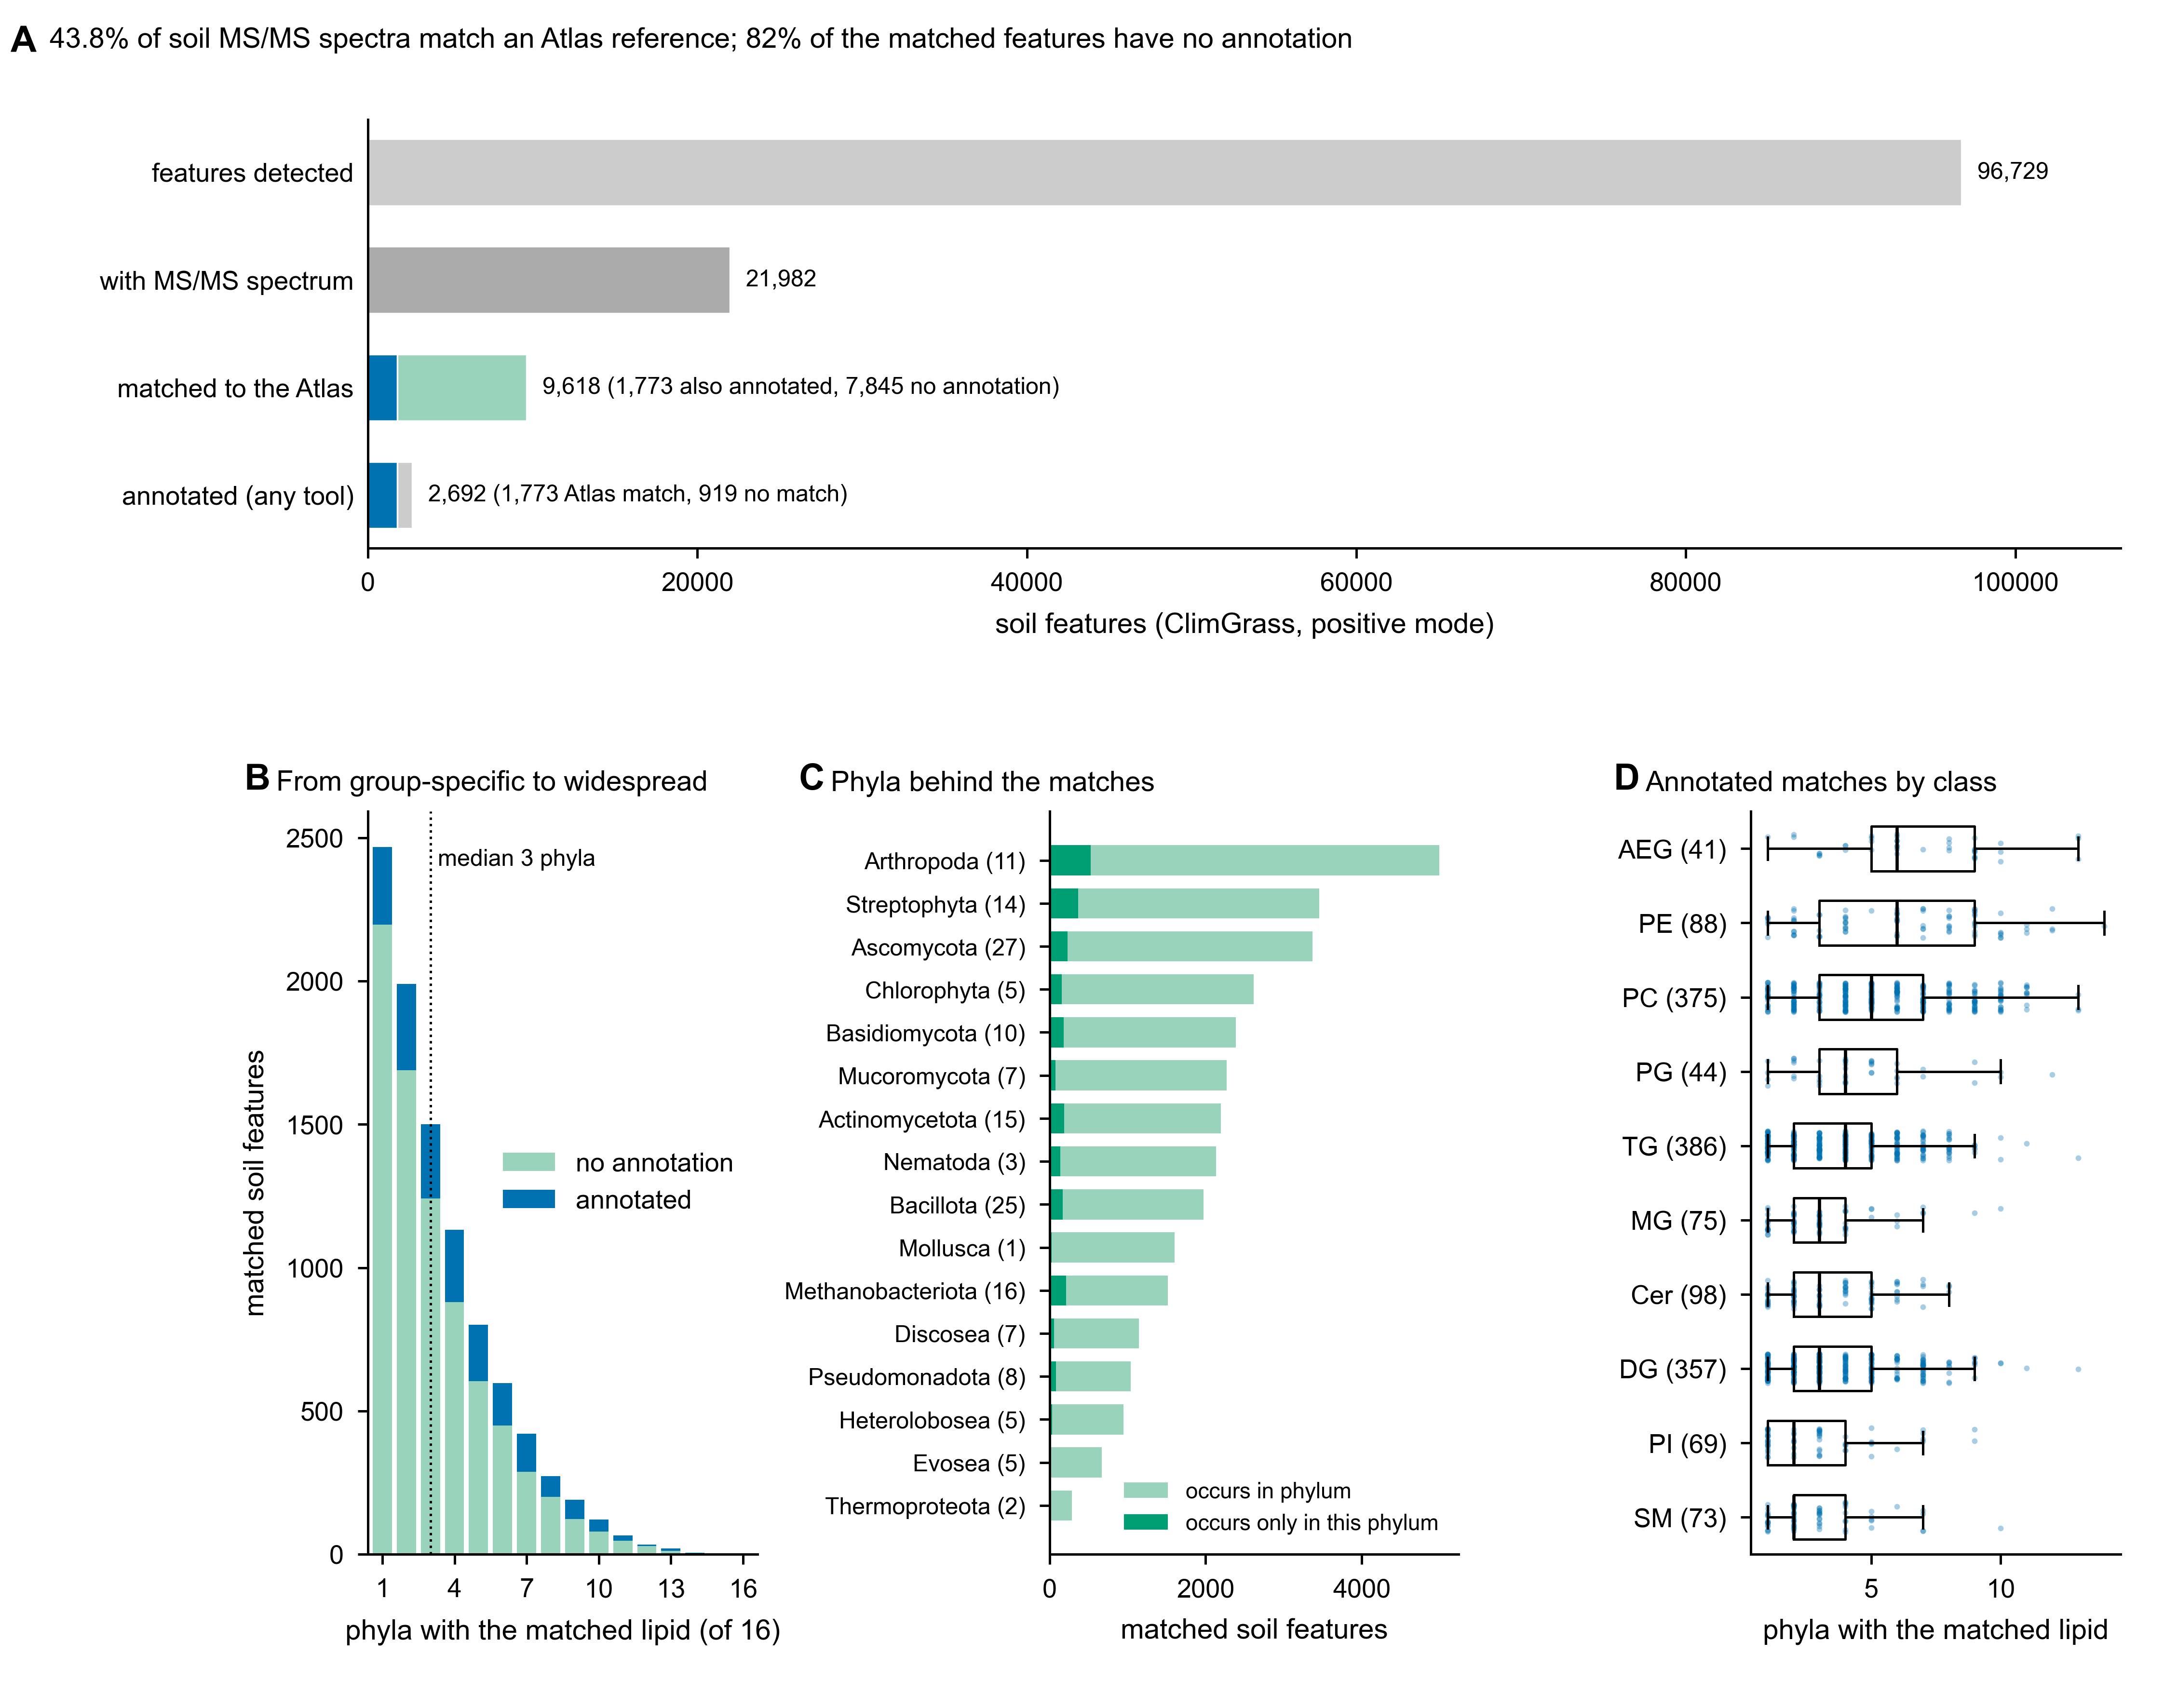 A 43.8% of soil MS/MS spectra match an Atlas reference; 82% of the matched features have no annotation
features detected
96,729
with MS/MS spectrum
21,982
matched to the Atlas
9,618 (1,773 also annotated, 7,845 no annotation)
annotated (any tool)
2,692 (1,773 Atlas match, 919 no match)
0 20000 40000 60000 80000 100000
soil features (ClimGrass, positive mode)
B From group-specific to widespread
median 3 phyla
2500
2000
1500
1000
500
0
matched soil features
no annotation
annotated
1 4 7 10 13 16
phyla with the matched lipid (of 16)
C Phyla behind the matches
Arthropoda (11)
Streptophyta (14)
Ascomycota (27)
Chlorophyta (5)
Basidiomycota (10)
Mucoromycota (7)
Actinomycetota (15)
Nematoda (3)
Bacillota (25)
Mollusca (1)
Methanobacteriota (16)
Discosea (7)
Pseudomonadota (8)
Heterolobosea (5)
Evosea (5)
Thermoproteota (2)
occurs in phylum
occurs only in this phylum
0 2000 4000
matched soil features
D Annotated matches by class
AEG (41)
PE (88)
PC (375)
PG (44)
TG (386)
MG (75)
Cer (98)
DG (357)
PI (69)
SM (73)
5 10
phyla with the matched lipid